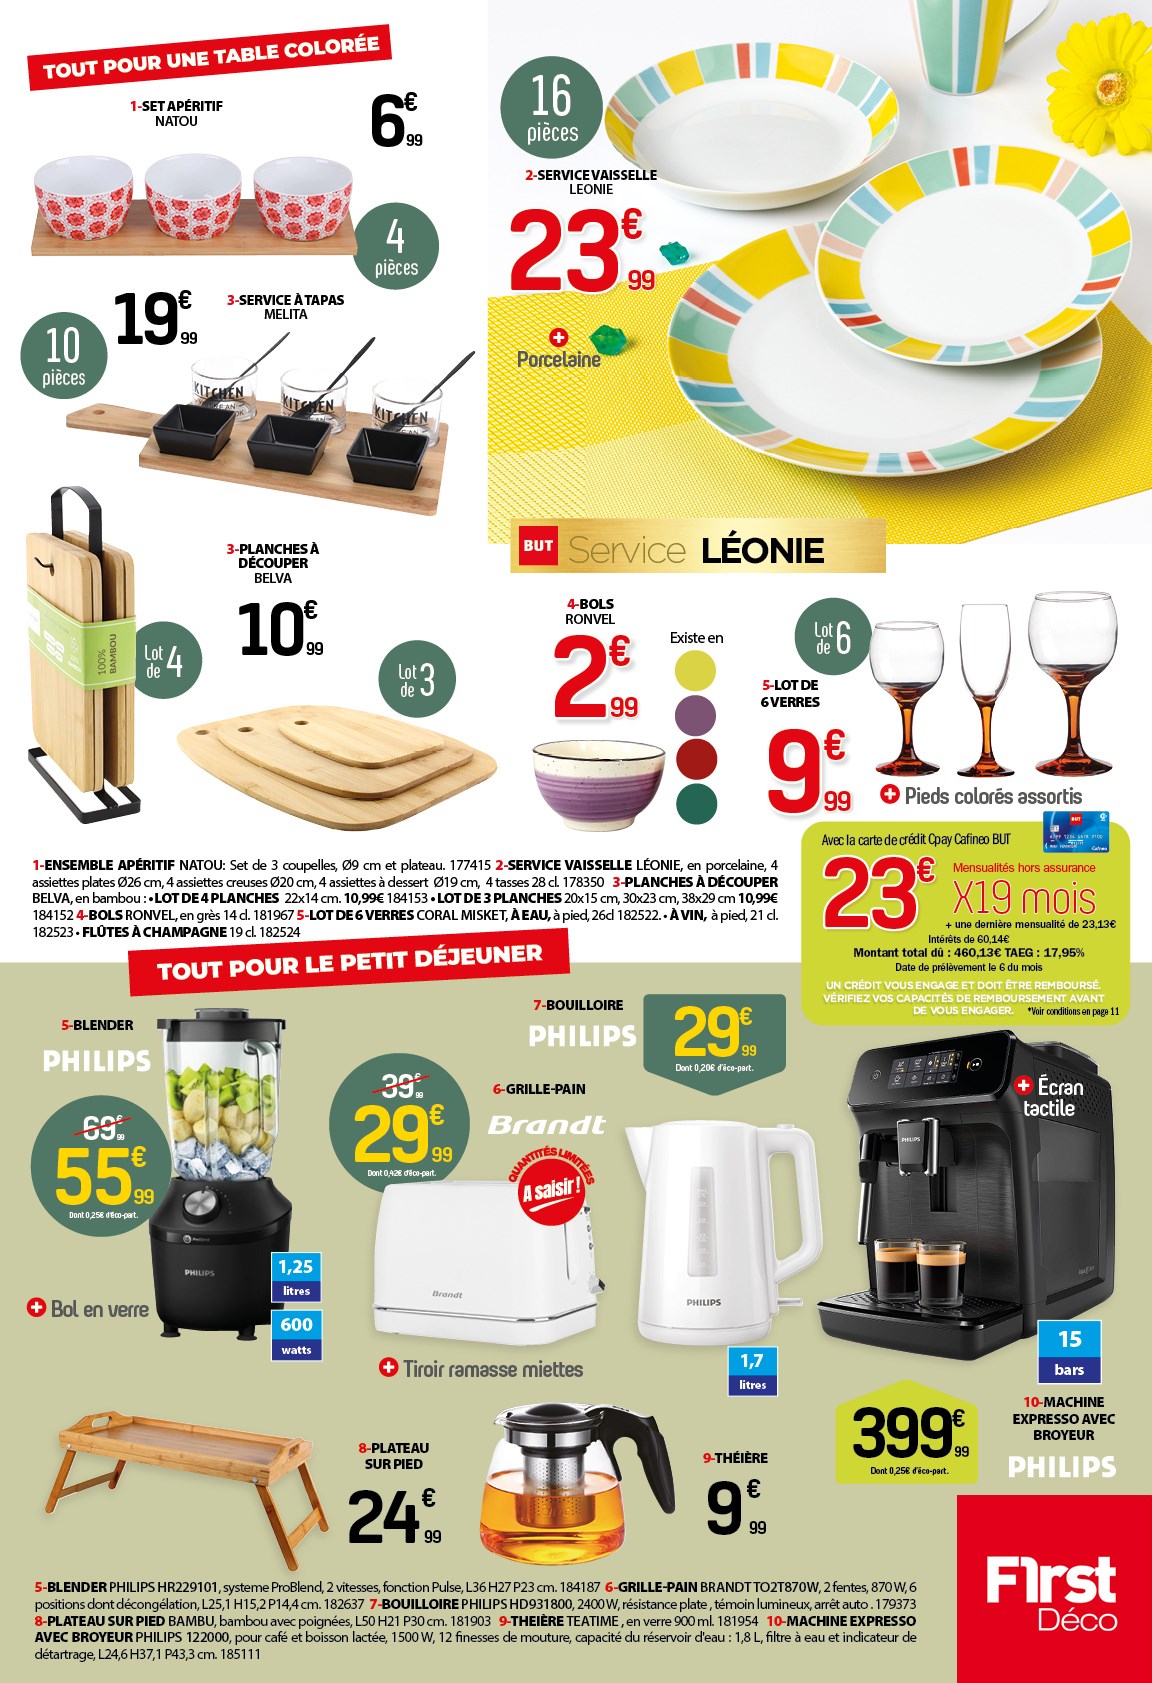 TOUT POUR UNE TABLE COLORÉE
1-SET APÉRITIF
NATOU
6€99
4
pièces
16
pièces
2-SERVICE VAISSELLE
LEONIE
23€99
Porcelaine
10
pièces
19€99
3-SERVICE À TAPAS
MELITA
KITCHEN
KITCHEN
KITCHEN
BUT Service LÉONIE
3-PLANCHES À
DÉCOUPER
BELVA
10€99
100%
BAMBOU
Lot
de 4
Lot
de 3
4-BOLS
RONVEL
2€99
Existe en
Lot
de 6
5-LOT DE
6 VERRES
9€99
Pieds colorés assortis
1-ENSEMBLE APÉRITIF NATOU: Set de 3 coupelles, Ø9 cm et plateau. 177415 2-SERVICE VAISSELLE LÉONIE, en porcelaine, 4
assiettes plates Ø26 cm, 4 assiettes creuses Ø20 cm, 4 assiettes à dessert Ø19 cm, 4 tasses 28 cl. 178350 3-PLANCHES À DÉCOUPER
BELVA, en bambou : • LOT DE 4 PLANCHES 22x14 cm. 10,99€ 184153 • LOT DE 3 PLANCHES 20x15 cm, 30x23 cm, 38x29 cm 10,99€
184152 4-BOLS RONVEL, en grès 14 cl. 181967 5-LOT DE 6 VERRES CORAL MISKET, À EAU, à pied, 26cl 182522. • À VIN, à pied, 21 cl.
182523 • FLÛTES À CHAMPAGNE 19 cl. 182524
Avec la carte de crédit Cpay Cafineo BUT
BUT
Cafineo
23€
Mensualités hors assurance
X19 mois
+ une dernière mensualité de 23,13€
Intérêts de 60,14€
Montant total dû : 460,13€ TAEG : 17,95%
Date de prélèvement le 6 du mois
UN CRÉDIT VOUS ENGAGE ET DOIT ÊTRE REMBOURSÉ.
VÉRIFIEZ VOS CAPACITÉS DE REMBOURSEMENT AVANT
DE VOUS ENGAGER. *Voir conditions en page 11
TOUT POUR LE PETIT DÉJEUNER
5-BLENDER
PHILIPS
69€99
55€99
Dont 0,25€ d'éco-part.
Bol en verre
PHILIPS
1,25
litres
600
watts
39€99
29€99
Dont 0,42€ d'éco-part.
6-GRILLE-PAIN
Brandt
QUANTITÉS LIMITÉES
A saisir !
Brandt
Tiroir ramasse miettes
7-BOUILLOIRE
PHILIPS
29€99
Dont 0,20€ d'éco-part.
PHILIPS
1,7
litres
Écran
tactile
PHILIPS
15
bars
399€99
Dont 0,25€ d'éco-part.
10-MACHINE
EXPRESSO AVEC
BROYEUR
PHILIPS
8-PLATEAU
SUR PIED
24€99
9-THÉIÈRE
9€99
5-BLENDER PHILIPS HR229101, systeme ProBlend, 2 vitesses, fonction Pulse, L36 H27 P23 cm. 184187 6-GRILLE-PAIN BRANDT TO2T870W, 2 fentes, 870 W, 6
positions dont décongélation, L25,1 H15,2 P14,4 cm. 182637 7-BOUILLOIRE PHILIPS HD931800, 2400 W, résistance plate , témoin lumineux, arrêt auto . 179373
8-PLATEAU SUR PIED BAMBU, bambou avec poignées, L50 H21 P30 cm. 181903 9-THEIÈRE TEATIME , en verre 900 ml. 181954 10-MACHINE EXPRESSO
AVEC BROYEUR PHILIPS 122000, pour café et boisson lactée, 1500 W, 12 finesses de mouture, capacité du réservoir d'eau : 1,8 L, filtre à eau et indicateur de
détartrage, L24,6 H37,1 P43,3 cm. 185111
F1rst
Déco